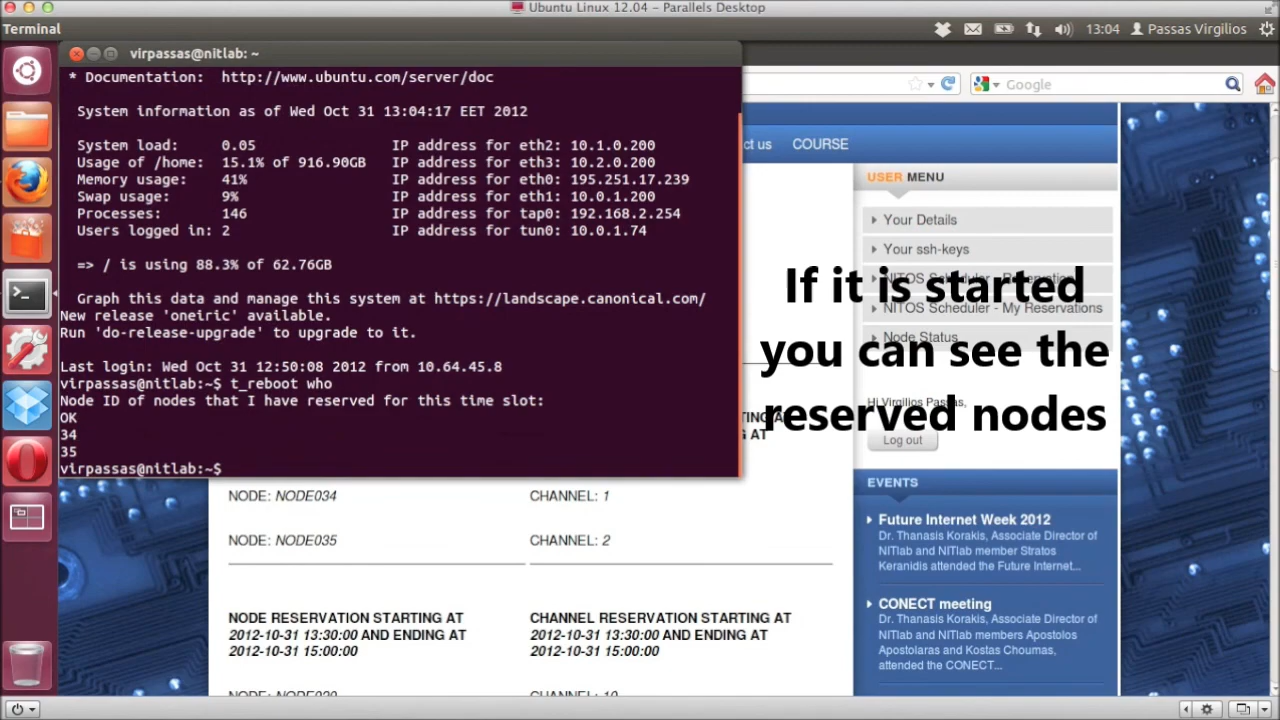 Ubuntu Linux 12.04 - Parallels Desktop
Terminal
13:04
Passas Virgilios
virpassas@nitlab: ~
* Documentation:  http://www.ubuntu.com/server/doc
System information as of Wed Oct 31 13:04:17 EET 2012
System load:    0.05                IP address for eth2: 10.1.0.200
Usage of /home: 15.1% of 916.90GB   IP address for eth3: 10.2.0.200
Memory usage:   41%                 IP address for eth0: 195.251.17.239
Swap usage:     9%                  IP address for eth1: 10.0.1.200
Processes:      146                 IP address for tap0: 192.168.2.254
Users logged in: 2                  IP address for tun0: 10.0.1.74
=> / is using 88.3% of 62.76GB
Graph this data and manage this system at https://landscape.canonical.com/
New release 'oneiric' available.
Run 'do-release-upgrade' to upgrade to it.
Last login: Wed Oct 31 12:50:08 2012 from 10.64.45.8
virpassas@nitlab:~$ t_reboot who
Node ID of nodes that I have reserved for this time slot:
OK
34
35
virpassas@nitlab:~$
Google
ct us
COURSE
USER MENU
Your Details
Your ssh-keys
NITOS Scheduler - Reservation
NITOS Scheduler - My Reservations
Node Status
If it is started
you can see the
reserved nodes
Hi Virgilios Passas,
Log out
AT
NODE: NODE034
CHANNEL: 1
NODE: NODE035
CHANNEL: 2
NODE RESERVATION STARTING AT
2012-10-31 13:30:00 AND ENDING AT
2012-10-31 15:00:00
CHANNEL RESERVATION STARTING AT
2012-10-31 13:30:00 AND ENDING AT
2012-10-31 15:00:00
EVENTS
Future Internet Week 2012
Dr. Thanasis Korakis, Associate Director of
NITlab and NITlab member Stratos
Keranidis attended the Future Internet...
CONECT meeting
Dr. Thanasis Korakis, Associate Director of
NITlab and NITlab members Apostolos
Apostolaras and Kostas Choumas,
attended the CONECT...